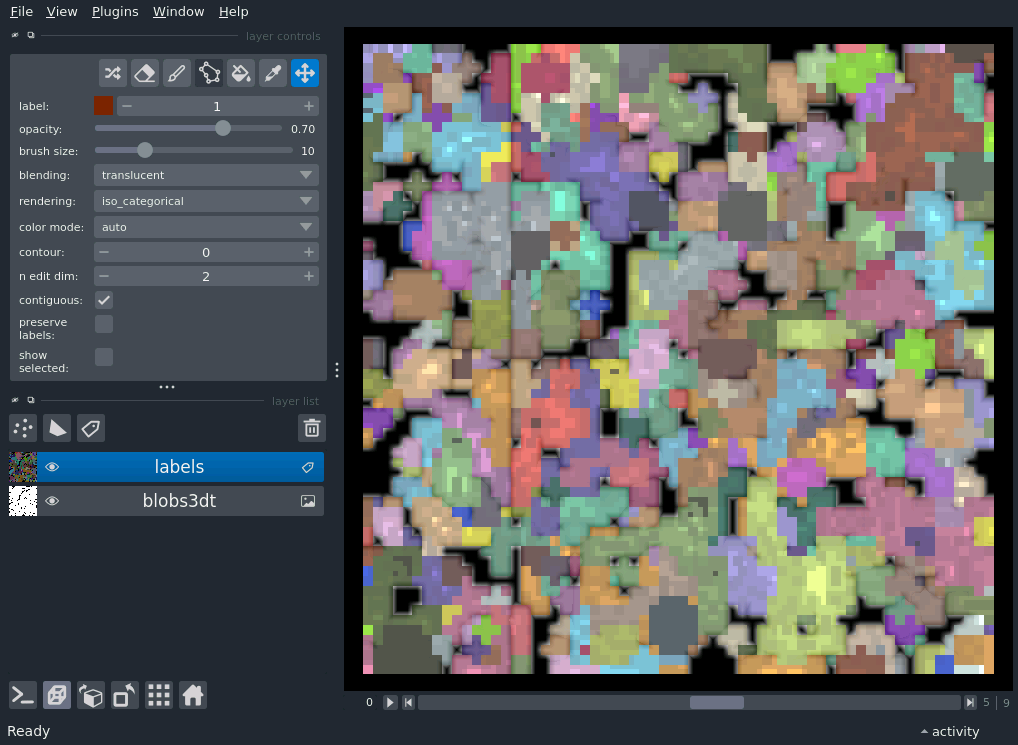 File View Plugins Window Help
layer controls
label: 1
opacity: 0.70
brush size: 10
blending: translucent
rendering: iso_categorical
color mode: auto
contour: 0
n edit dim: 2
contiguous:
preserve
labels:
show
selected:
layer list
labels
blobs3dt
0 5 9
Ready activity